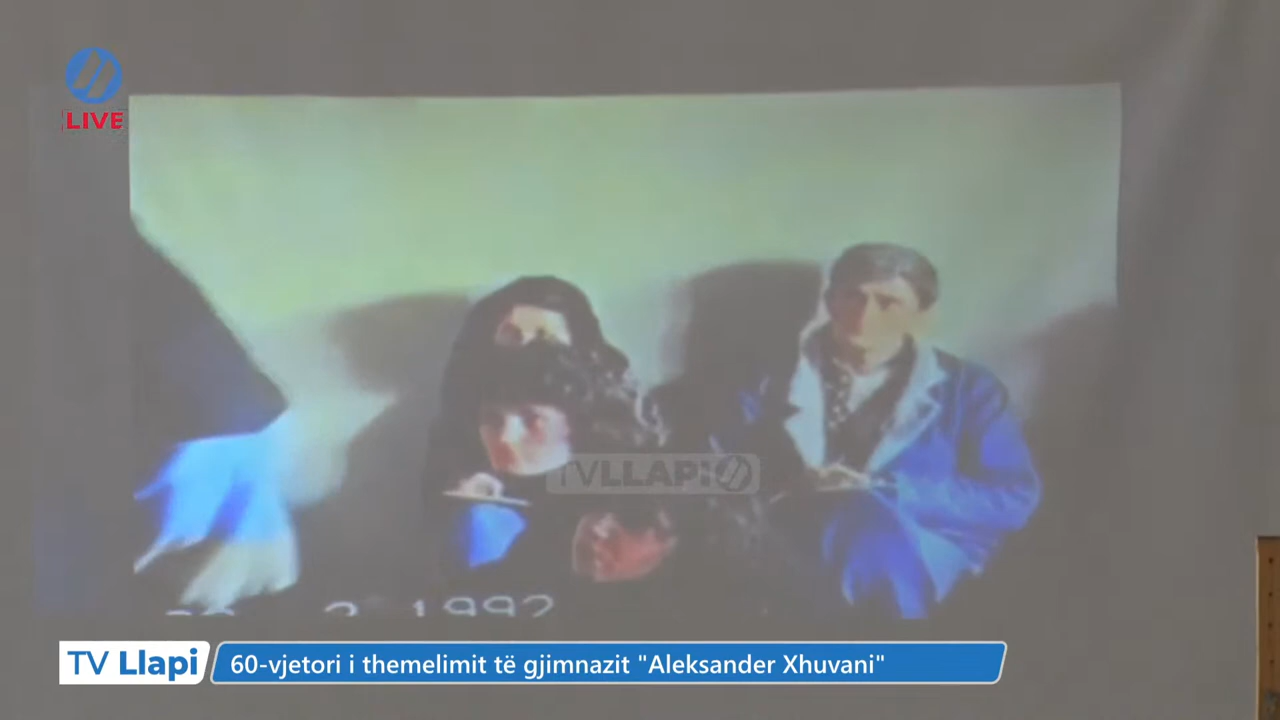 LIVE
TVLLAPI
1992
TV Llapi
60-vjetori i themelimit të gjimnazit "Aleksander Xhuvani"